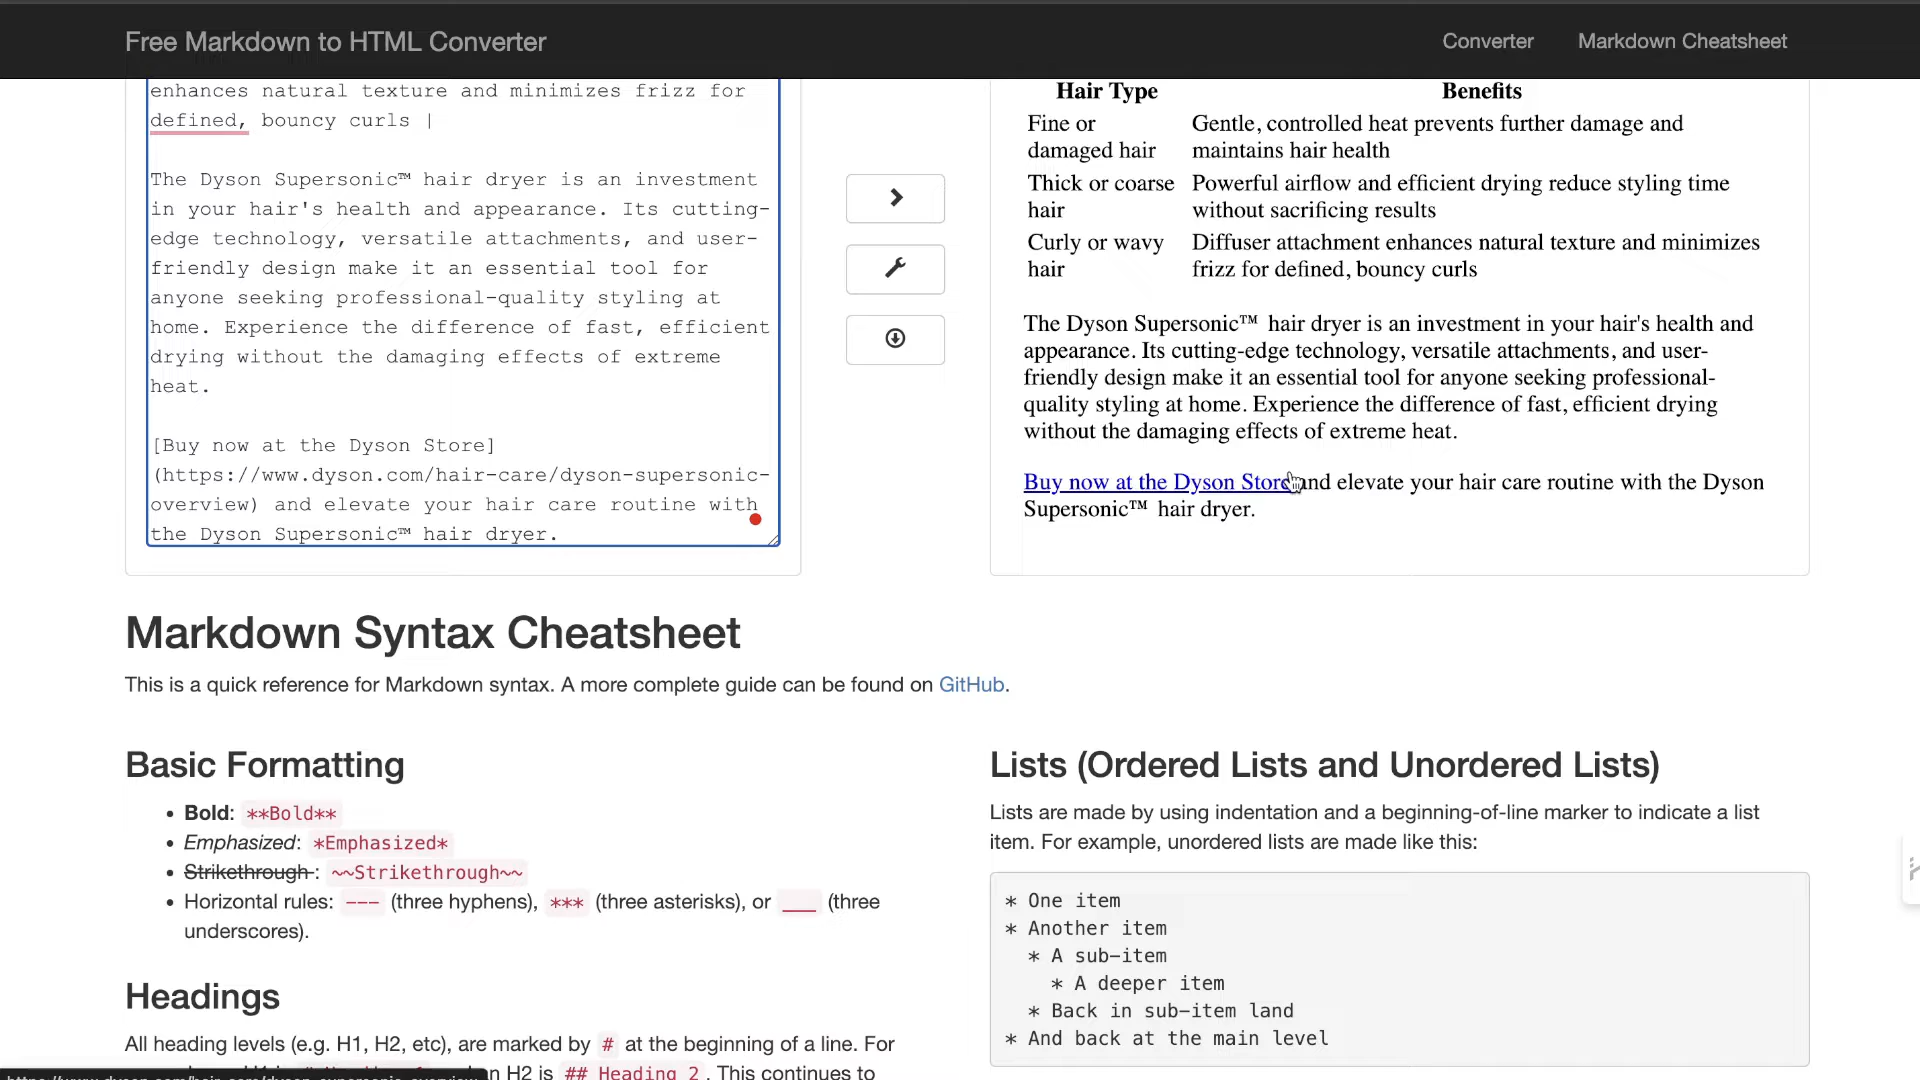 Free Markdown to HTML Converter
Converter
Markdown Cheatsheet
enhances natural texture and minimizes frizz for
defined, bouncy curls |
The Dyson Supersonic™ hair dryer is an investment
in your hair's health and appearance. Its cutting-
edge technology, versatile attachments, and user-
friendly design make it an essential tool for
anyone seeking professional-quality styling at
home. Experience the difference of fast, efficient
drying without the damaging effects of extreme
heat.
[Buy now at the Dyson Store]
(https://www.dyson.com/hair-care/dyson-supersonic-
overview) and elevate your hair care routine with
the Dyson Supersonic™ hair dryer.
Hair Type
Benefits
Fine or
damaged hair
Gentle, controlled heat prevents further damage and
maintains hair health
Thick or coarse
hair
Powerful airflow and efficient drying reduce styling time
without sacrificing results
Curly or wavy
hair
Diffuser attachment enhances natural texture and minimizes
frizz for defined, bouncy curls
The Dyson Supersonic™ hair dryer is an investment in your hair's health and
appearance. Its cutting-edge technology, versatile attachments, and user-
friendly design make it an essential tool for anyone seeking professional-
quality styling at home. Experience the difference of fast, efficient drying
without the damaging effects of extreme heat.
Buy now at the Dyson Store and elevate your hair care routine with the Dyson
Supersonic™ hair dryer.
Markdown Syntax Cheatsheet
This is a quick reference for Markdown syntax. A more complete guide can be found on GitHub.
Basic Formatting
• Bold: **Bold**
• Emphasized: *Emphasized*
• Strikethrough : ~~Strikethrough~~
• Horizontal rules: --- (three hyphens), *** (three asterisks), or ___ (three
underscores).
Headings
All heading levels (e.g. H1, H2, etc), are marked by # at the beginning of a line. For
H2 is ## Heading 2. This continues to
Lists (Ordered Lists and Unordered Lists)
Lists are made by using indentation and a beginning-of-line marker to indicate a list
item. For example, unordered lists are made like this:
* One item
* Another item
  * A sub-item
    * A deeper item
  * Back in sub-item land
* And back at the main level